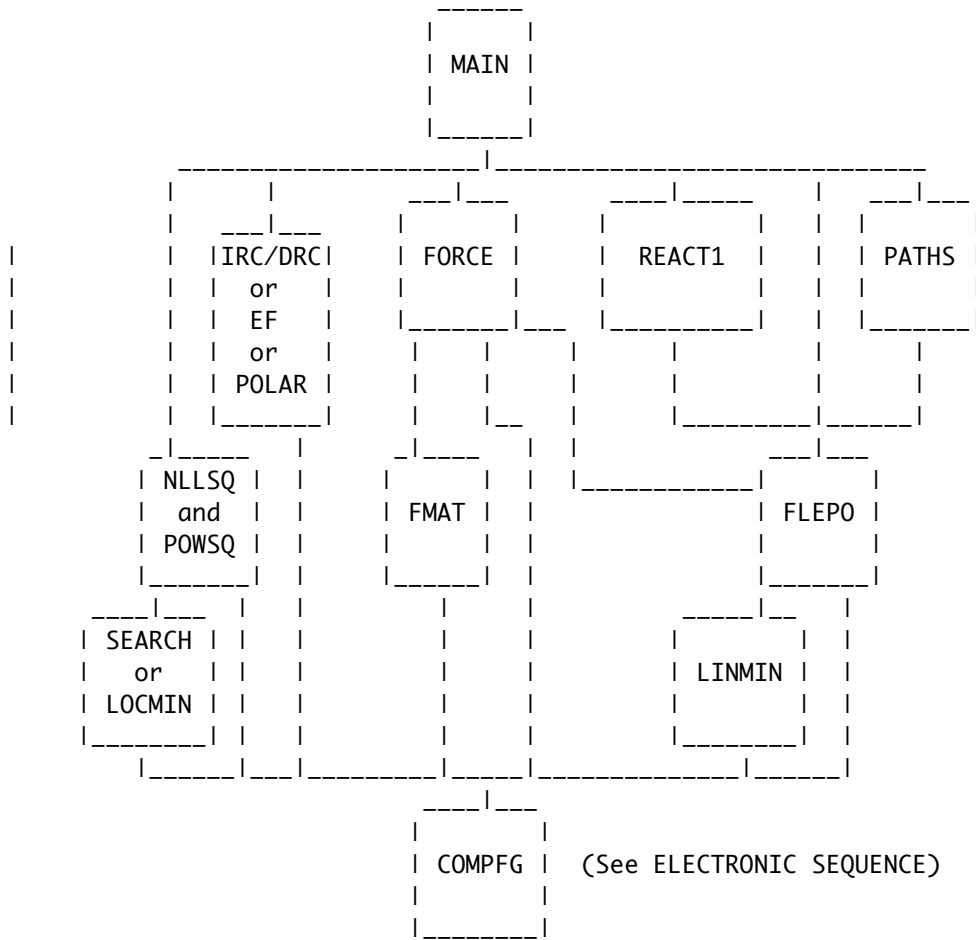 MAIN
IRC/DRC FORCE REACT1 PATHS
or
EF
or
POLAR
NLLSQ
and FMAT FLEPO
POWSQ
SEARCH
or LINMIN
LOCMIN
COMPFG (See ELECTRONIC SEQUENCE)